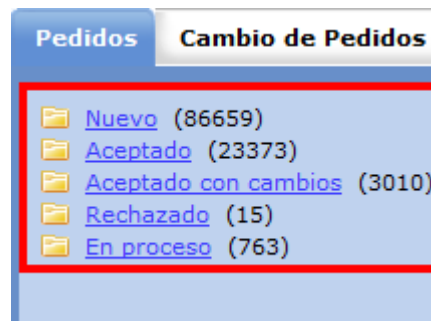 Pedidos Cambio de Pedidos
Nuevo (86659)
Aceptado (23373)
Aceptado con cambios (3010)
Rechazado (15)
En proceso (763)